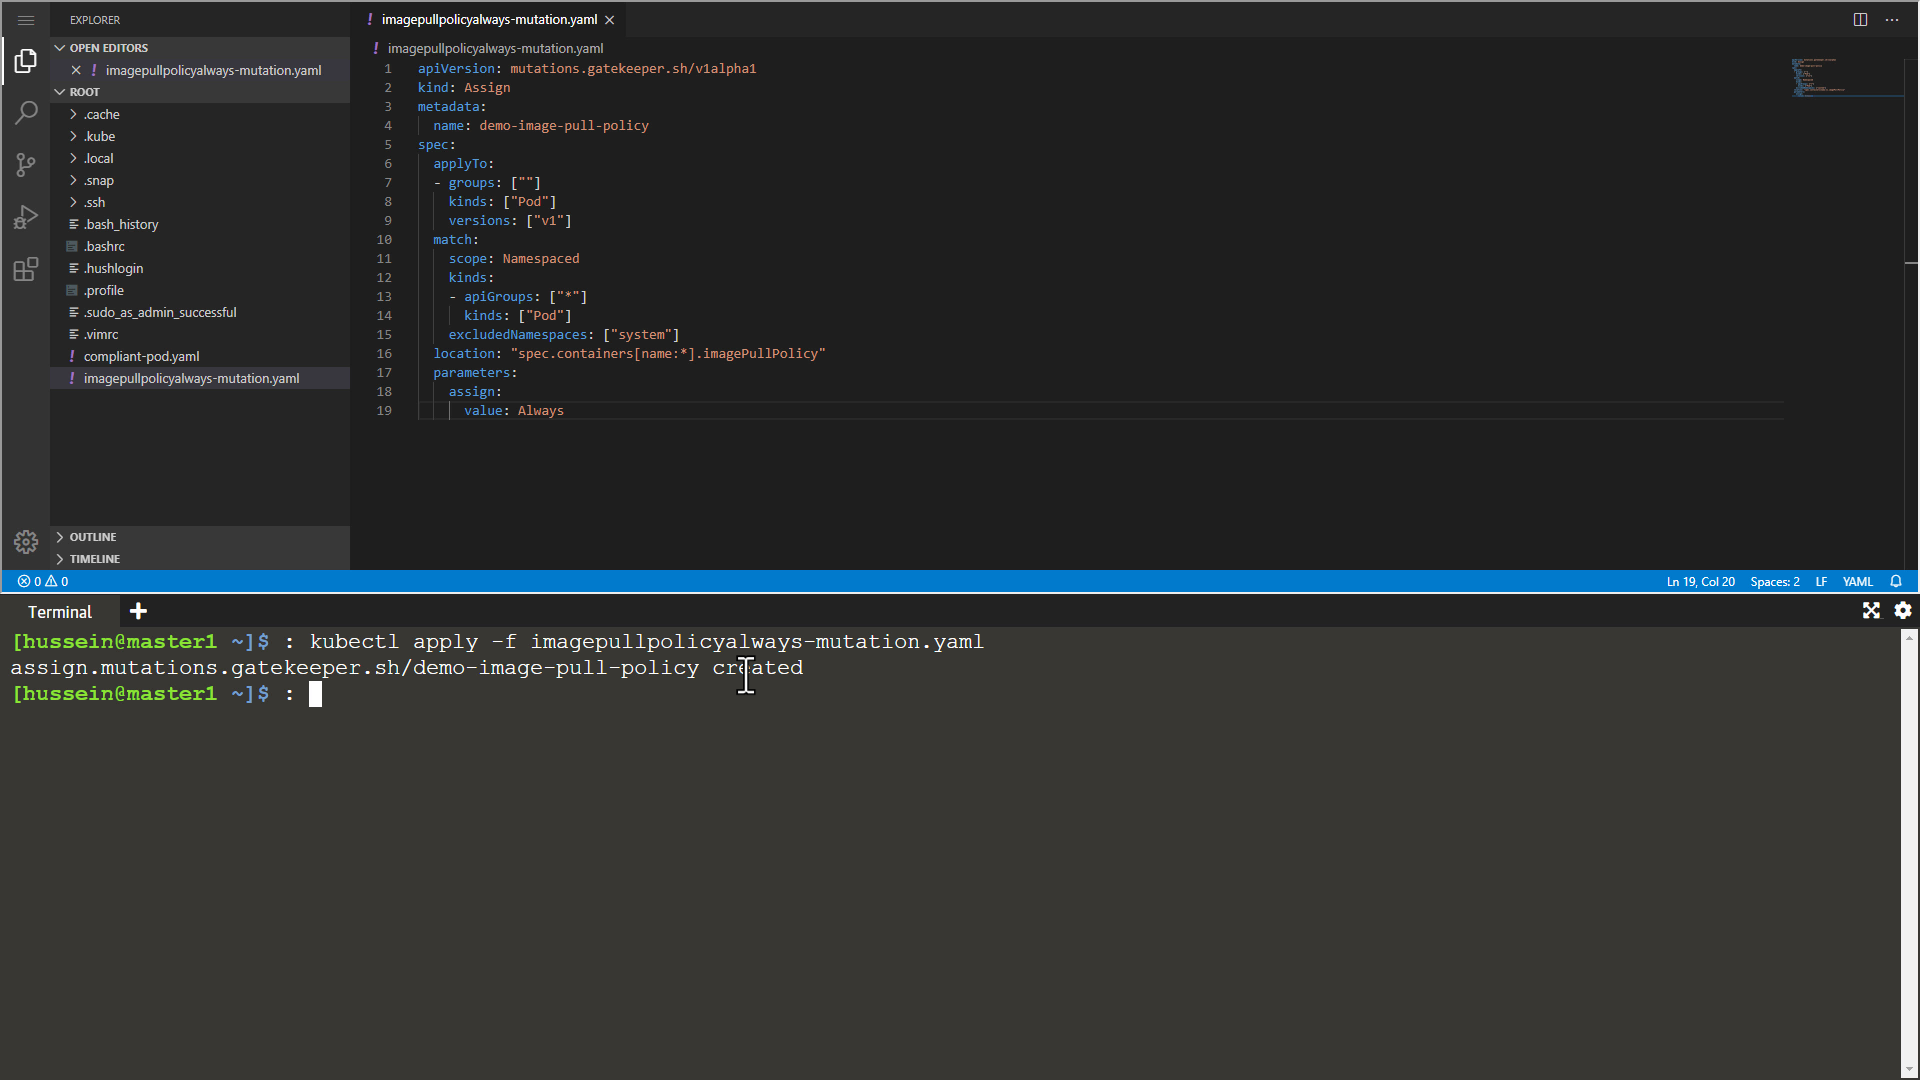 EXPLORER
OPEN EDITORS
! imagepullpolicyalways-mutation.yaml
ROOT
.cache
.kube
.local
.snap
.ssh
.bash_history
.bashrc
.hushlogin
.profile
.sudo_as_admin_successful
.vimrc
! compliant-pod.yaml
! imagepullpolicyalways-mutation.yaml
OUTLINE
TIMELINE
! imagepullpolicyalways-mutation.yaml
! imagepullpolicyalways-mutation.yaml
1 apiVersion: mutations.gatekeeper.sh/v1alpha1
2 kind: Assign
3 metadata:
4   name: demo-image-pull-policy
5 spec:
6   applyTo:
7   - groups: [""]
8     kinds: ["Pod"]
9     versions: ["v1"]
10   match:
11     scope: Namespaced
12     kinds:
13     - apiGroups: ["*"]
14       kinds: ["Pod"]
15     excludedNamespaces: ["system"]
16   location: "spec.containers[name:*].imagePullPolicy"
17   parameters:
18     assign:
19       value: Always
0 0
Ln 19, Col 20 Spaces: 2 LF YAML
Terminal
[hussein@master1 ~]$ : kubectl apply -f imagepullpolicyalways-mutation.yaml
assign.mutations.gatekeeper.sh/demo-image-pull-policy created
[hussein@master1 ~]$ :